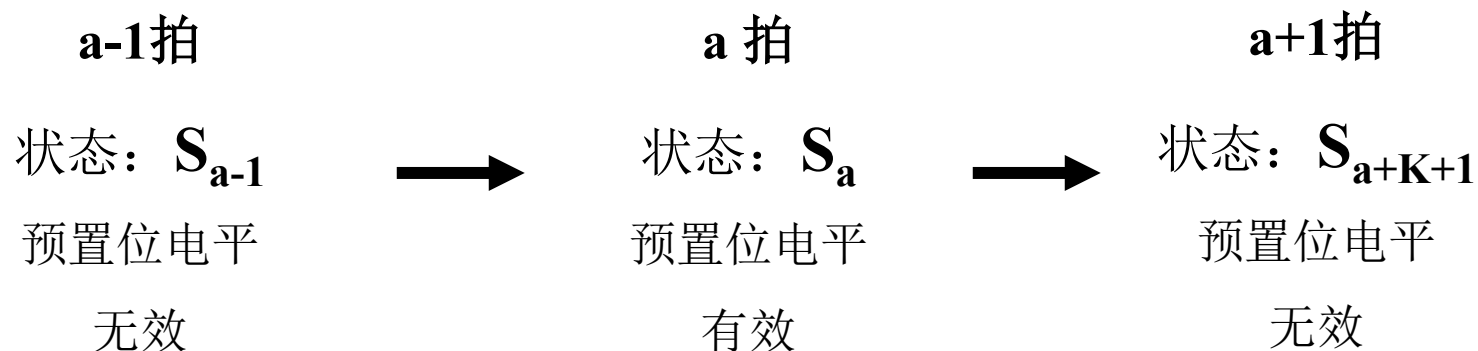 a-1拍 a 拍 a+1拍
状态：Sa-1 状态：Sa 状态：Sa+K+1
预置位电平 预置位电平 预置位电平
无效 有效 无效